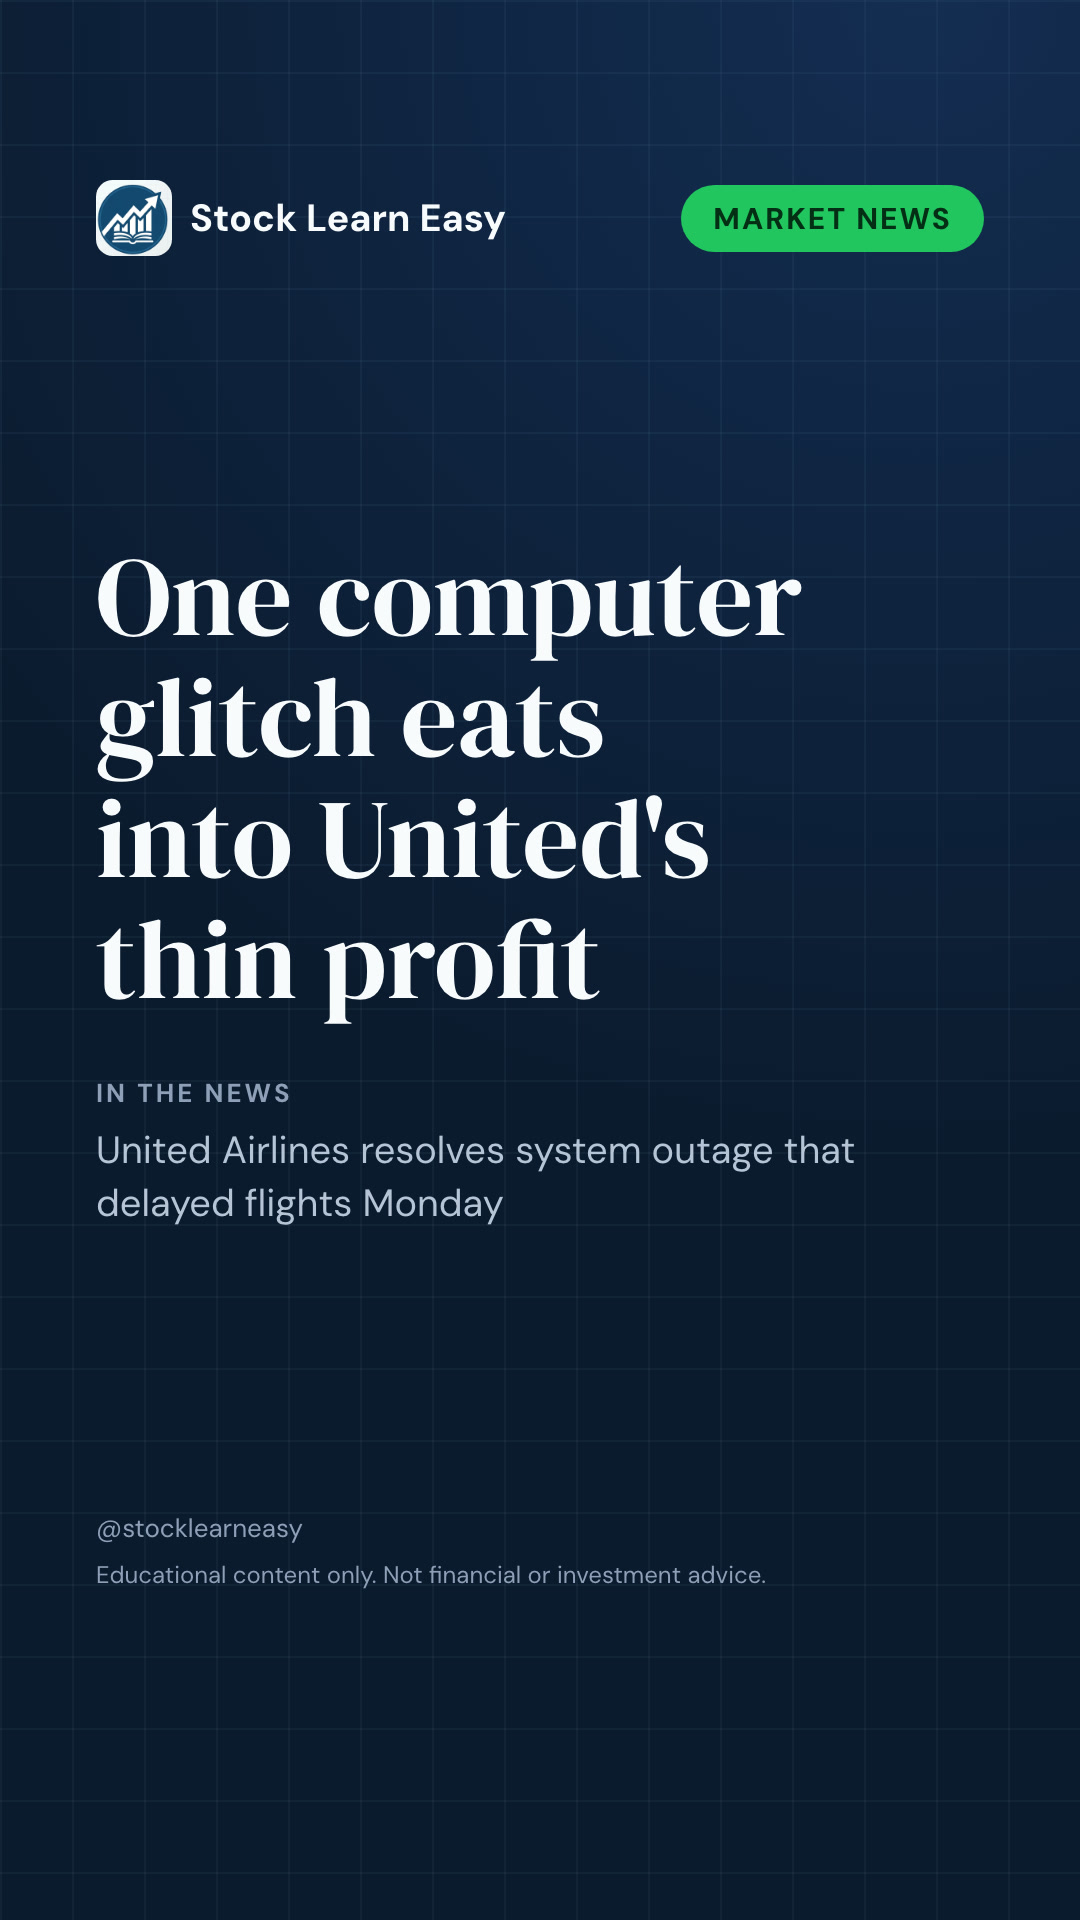 Stock Learn Easy
MARKET NEWS
One computer
glitch eats
into United's
thin profit
IN THE NEWS
United Airlines resolves system outage that
delayed flights Monday
@stocklearneasy
Educational content only. Not financial or investment advice.